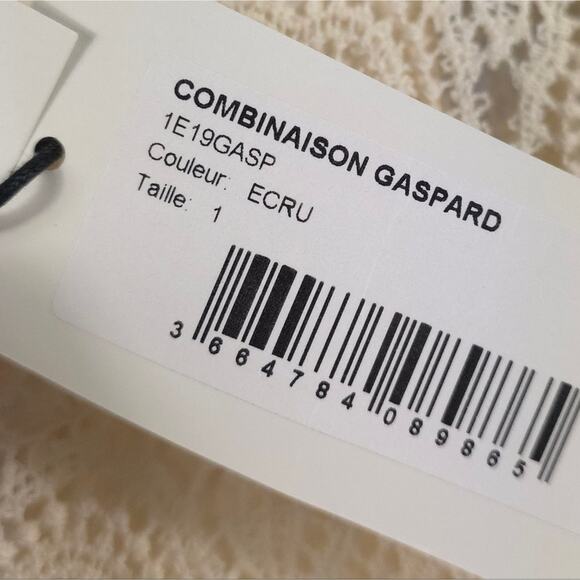 COMBINAISON GASPARD
1E19GASP
Couleur: ECRU
Taille: 1
3 664784 089865